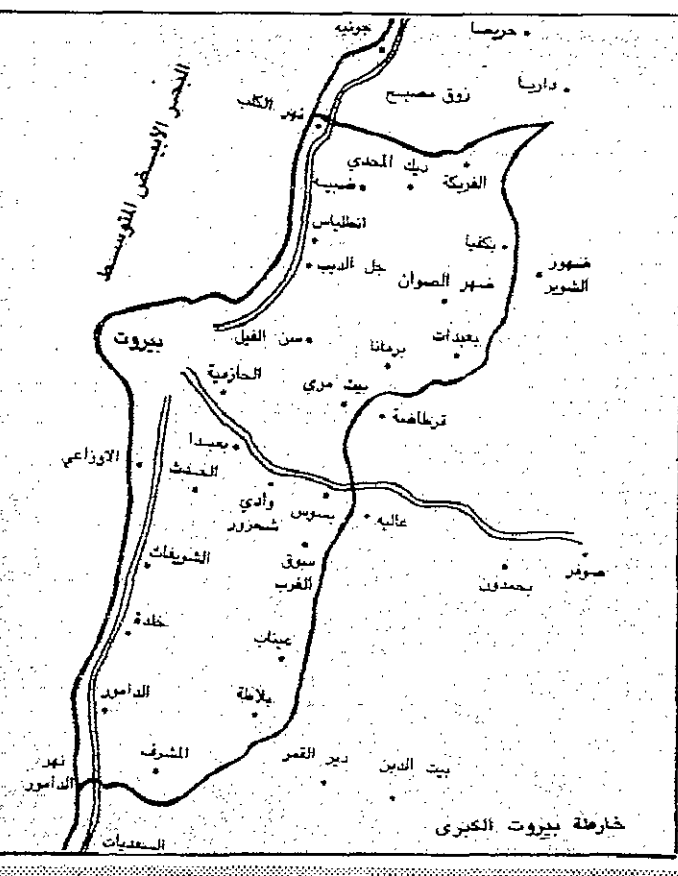 جونيه
حريصا
داريا
زوق مصبح
نهر الكلب
البحر الابيض المتوسط
ديك المحدي
الفريكة
ضبيه
انطلياس
بكفيا
جل الديب
ضهر الصوان
ضهور
الشوير
سن الفيل
بيروت
برمانا
بعبدات
الحازمية
بيت مري
قرطاضة
بعبدا
الاوزاعي
الحدث
وادي
شحرور
بسوس
عاليه
سوق
الغرب
الشويفات
بحمدون
صوفر
خلدة
عيناب
الدامور
بلاطة
نهر
الدامور
المشرف
دير القمر
بيت الدين
خارطة بيروت الكبرى
السعديات